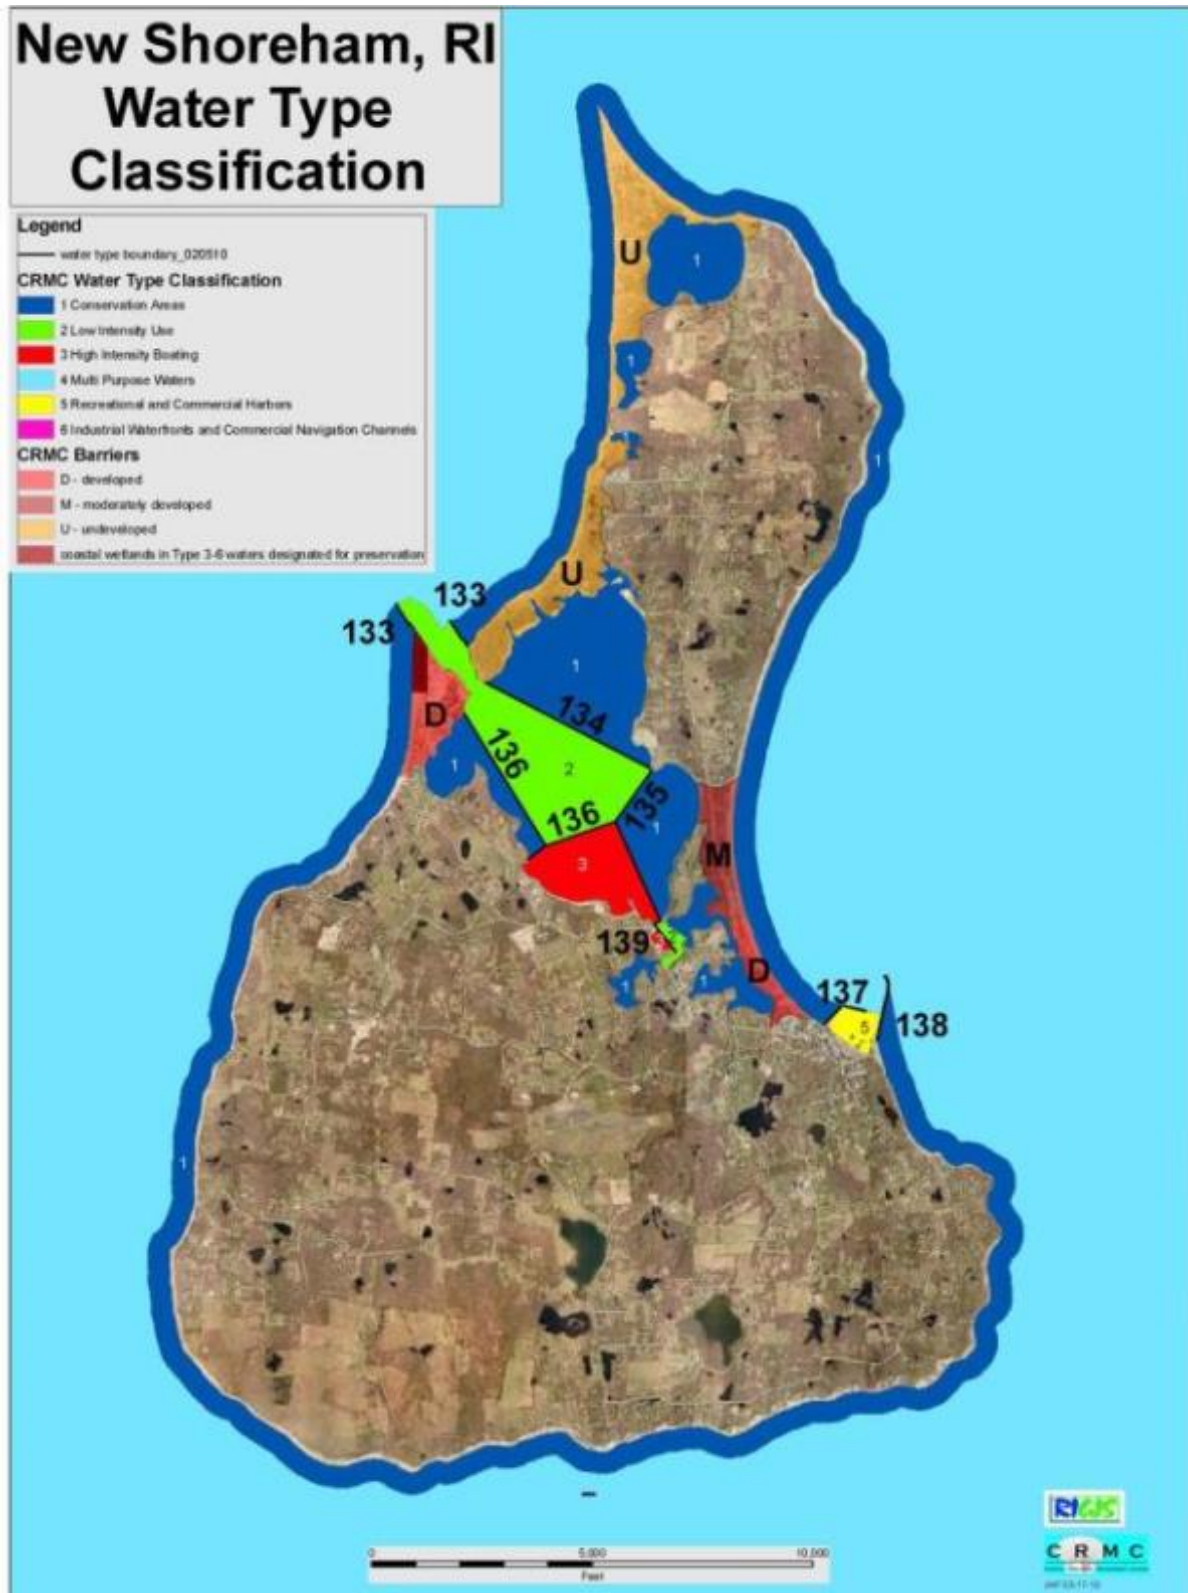 New Shoreham, RI
Water Type
Classification
Legend
water type boundary_020510
CRMC Water Type Classification
1 Conservation Areas
2 Low Intensity Use
3 High Intensity Boating
4 Multi Purpose Waters
5 Recreational and Commercial Harbors
6 Industrial Waterfronts and Commercial Navigation Channels
CRMC Barriers
D - developed
M - moderately developed
U - undeveloped
coastal wetlands in Type 3-6 waters designated for preservation
U
1
1
1
1
U
133
133
1
134
D
136
1
2
135
136
1
M
3
139
D
1
1
137
5
138
1
0
5,000
10,000
Feet
RIGIS
CRMC